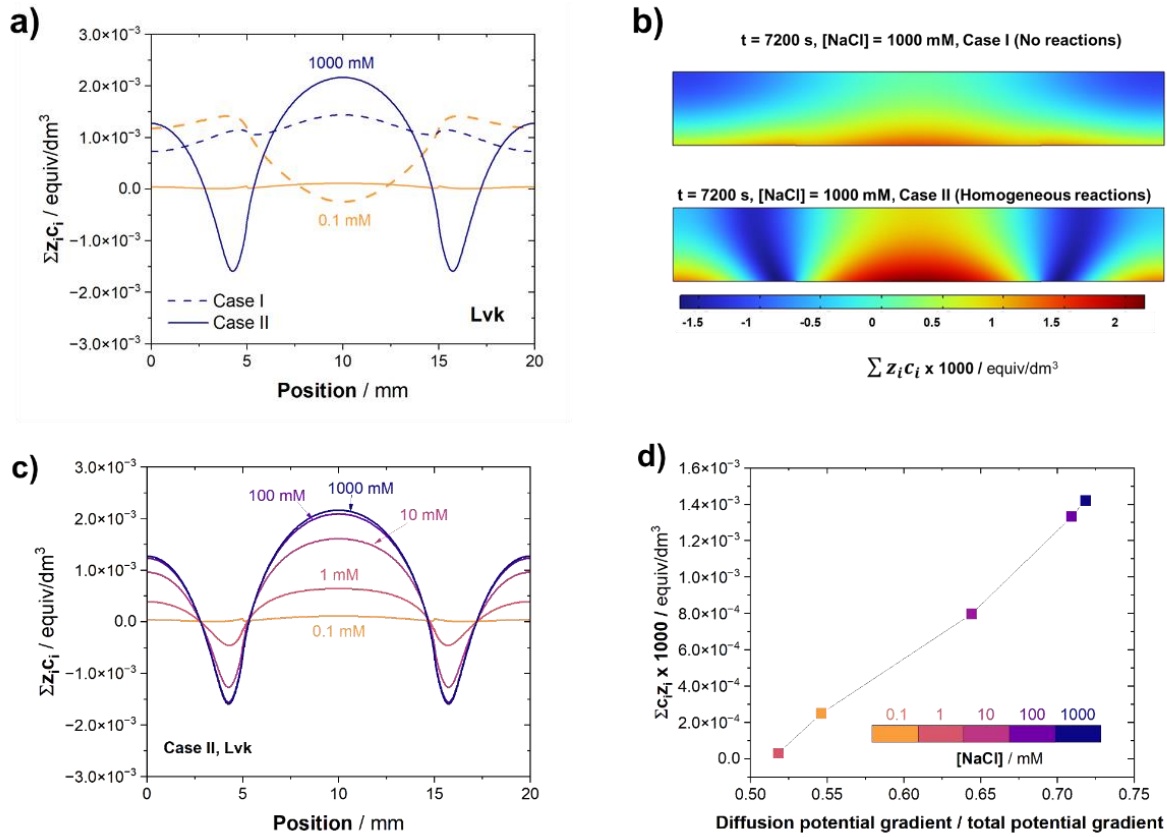 a)
3.0×10⁻³
2.0×10⁻³
1.0×10⁻³
0.0
−1.0×10⁻³
−2.0×10⁻³
−3.0×10⁻³
Σzᵢcᵢ / equiv/dm³
1000 mM
0.1 mM
Case I
Case II
Lvk
0 5 10 15 20
Position / mm
b)
t = 7200 s, [NaCl] = 1000 mM, Case I (No reactions)
t = 7200 s, [NaCl] = 1000 mM, Case II (Homogeneous reactions)
-1.5 -1 -0.5 0 0.5 1 1.5 2
∑ zᵢcᵢ x 1000 / equiv/dm³
c)
3.0×10⁻³
2.0×10⁻³
1.0×10⁻³
0.0
−1.0×10⁻³
−2.0×10⁻³
−3.0×10⁻³
Σzᵢcᵢ / equiv/dm³
1000 mM
100 mM
10 mM
1 mM
0.1 mM
Case II, Lvk
0 5 10 15 20
Position / mm
d)
1.6×10⁻³
1.4×10⁻³
1.2×10⁻³
1.0×10⁻³
8.0×10⁻⁴
6.0×10⁻⁴
4.0×10⁻⁴
2.0×10⁻⁴
0.0
Σcᵢzᵢ x 1000 / equiv/dm³
0.1 1 10 100 1000
[NaCl] / mM
0.50 0.55 0.60 0.65 0.70 0.75
Diffusion potential gradient / total potential gradient